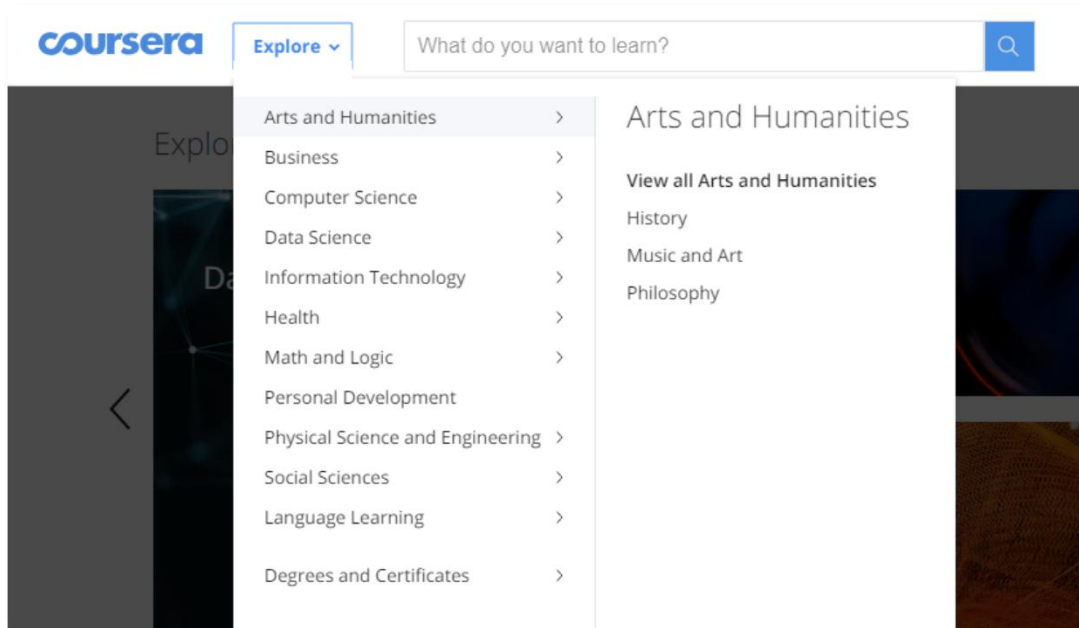 coursera
Explore
What do you want to learn?
Explo
Da
Arts and Humanities
Business
Computer Science
Data Science
Information Technology
Health
Math and Logic
Personal Development
Physical Science and Engineering
Social Sciences
Language Learning
Degrees and Certificates
Arts and Humanities
View all Arts and Humanities
History
Music and Art
Philosophy